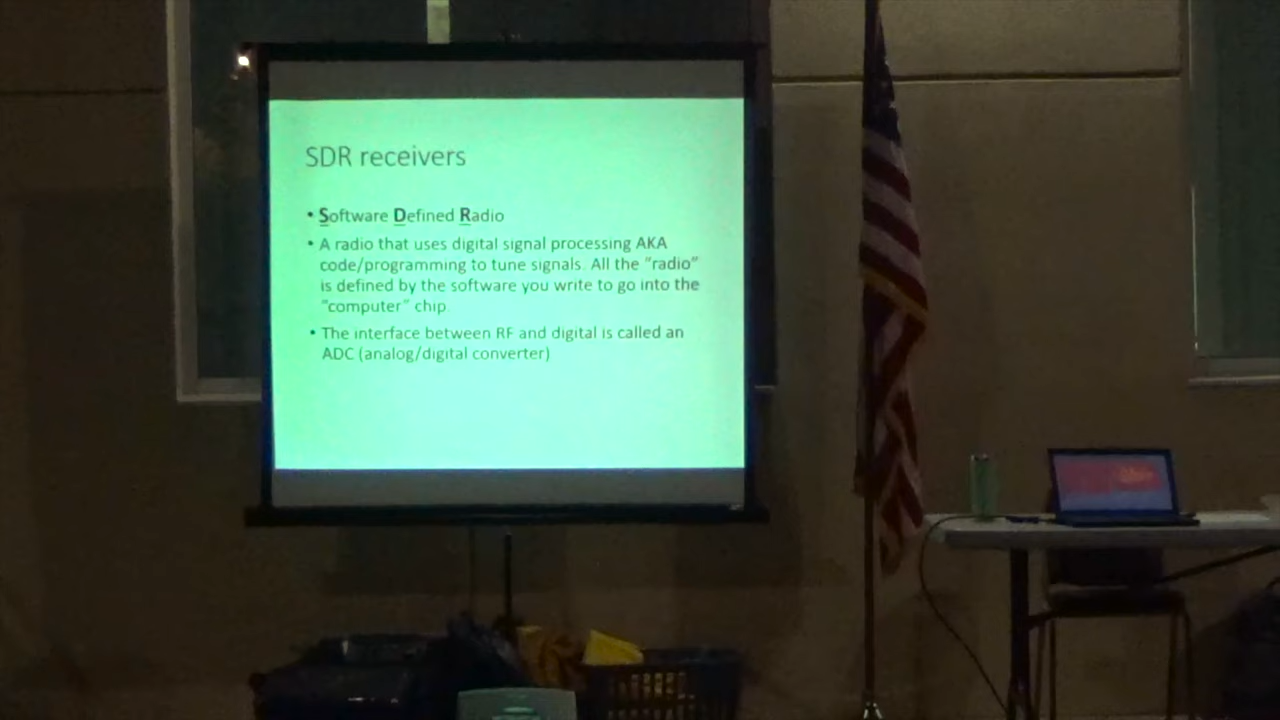 SDR receivers
• Software Defined Radio
• A radio that uses digital signal processing AKA
code/programming to tune signals. All the “radio”
is defined by the software you write to go into the
“computer” chip.
• The interface between RF and digital is called an
ADC (analog/digital converter)